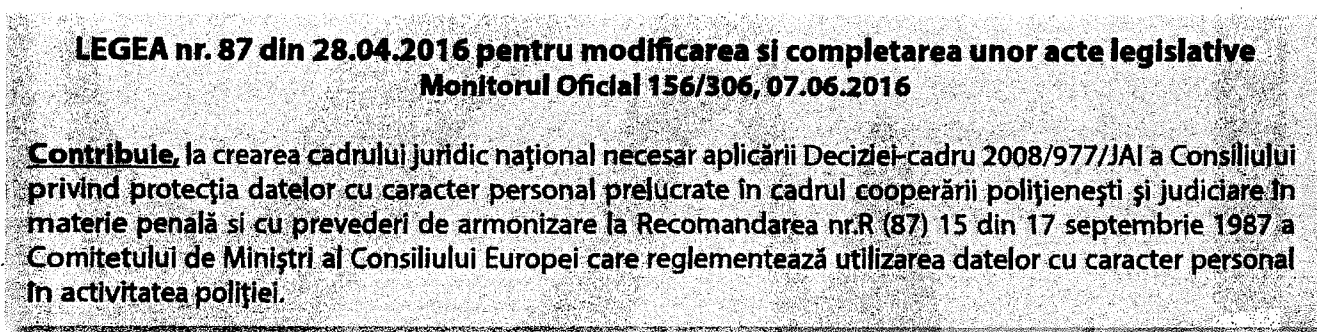 LEGEA nr. 87 din 28.04.2016 pentru modificarea si completarea unor acte legislative
Monitorul Oficial 156/306, 07.06.2016
Contribuie, la crearea cadrului juridic naţional necesar aplicării Deciziei-cadru 2008/977/JAI a Consiliului
privind protecţia datelor cu caracter personal prelucrate în cadrul cooperării poliţieneşti şi judiciare în
materie penală si cu prevederi de armonizare la Recomandarea nr.R (87) 15 din 17 septembrie 1987 a
Comitetului de Miniştri al Consiliului Europei care reglementează utilizarea datelor cu caracter personal
în activitatea poliţiei.